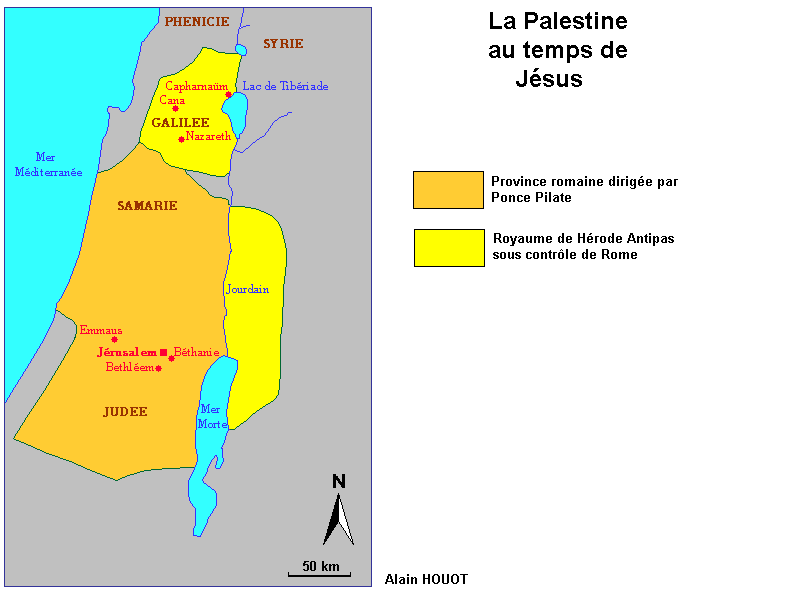 La Palestine
au temps de
Jésus
PHENICIE
SYRIE
Capharnaüm
Lac de Tibériade
Cana
GALILEE
Nazareth
Mer
Méditerranée
SAMARIE
Province romaine dirigée par
Ponce Pilate
Royaume de Hérode Antipas
sous contrôle de Rome
Jourdain
Emmaus
Jérusalem
Béthanie
Bethléem
JUDEE
Mer
Morte
N
50 km
Alain HOUOT